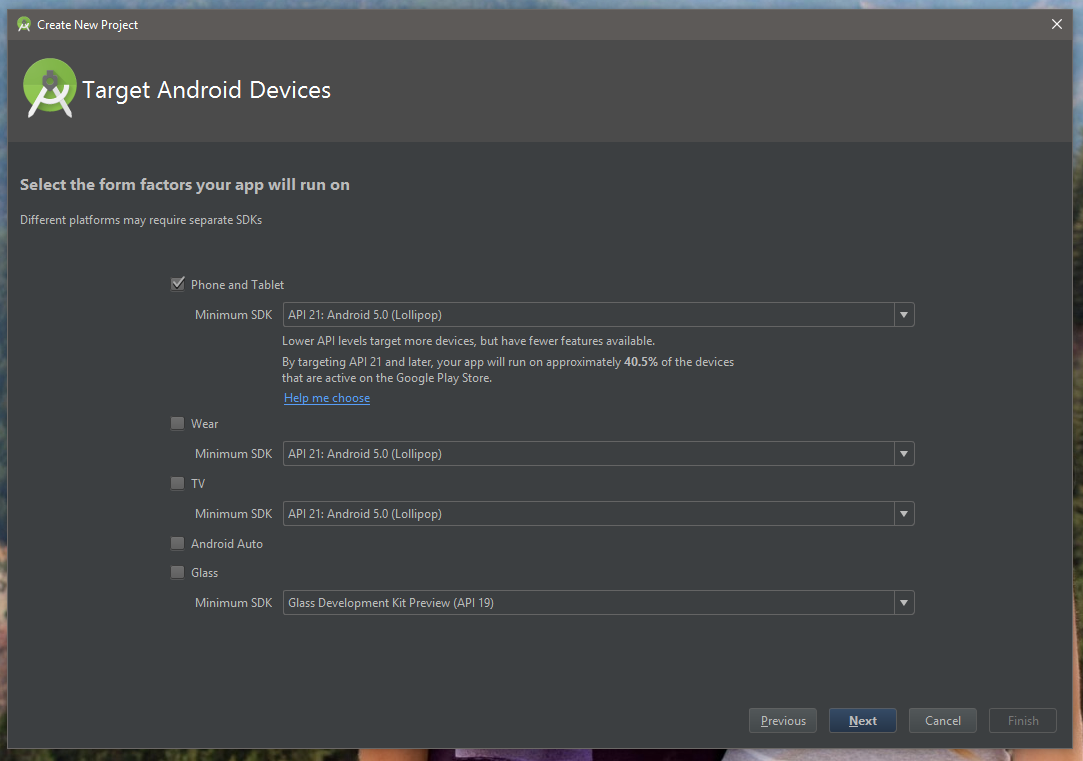 Create New Project
Target Android Devices
Select the form factors your app will run on
Different platforms may require separate SDKs
Phone and Tablet
Minimum SDK API 21: Android 5.0 (Lollipop)
Lower API levels target more devices, but have fewer features available.
By targeting API 21 and later, your app will run on approximately 40.5% of the devices
that are active on the Google Play Store.
Help me choose
Wear
Minimum SDK API 21: Android 5.0 (Lollipop)
TV
Minimum SDK API 21: Android 5.0 (Lollipop)
Android Auto
Glass
Minimum SDK Glass Development Kit Preview (API 19)
Previous Next Cancel Finish